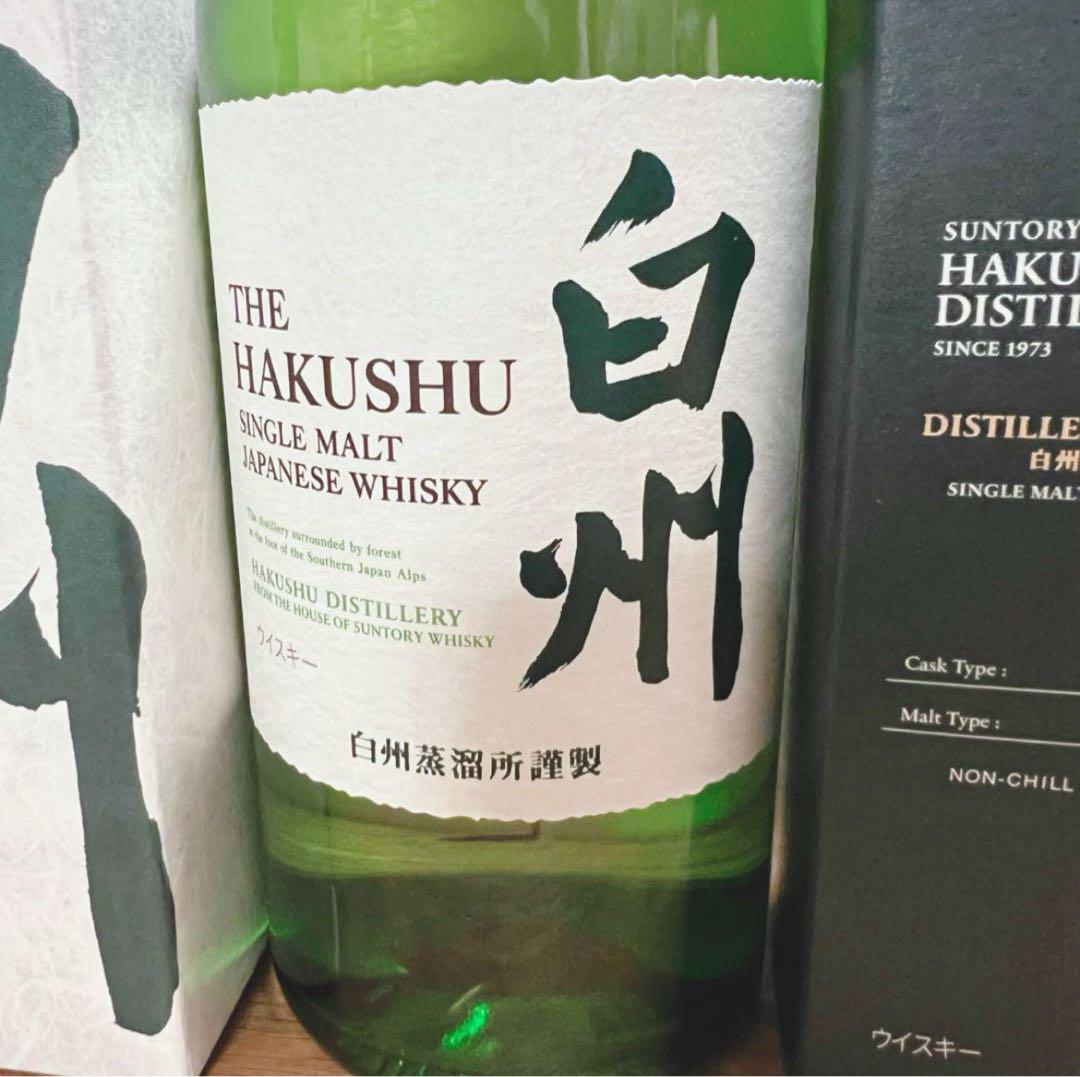 THE
HAKUSHU
SINGLE MALT
JAPANESE WHISKY
The distillery surrounded by forest
at the foot of the Southern Japan Alps
HAKUSHU DISTILLERY
FROM THE HOUSE OF SUNTORY WHISKY
ウイスキー
白州
白州蒸溜所謹製
SUNTORY
HAKU
DISTIL
SINCE 1973
DISTILLE
白州
SINGLE MALT
Cask Type :
Malt Type :
NON-CHILL
ウイスキー